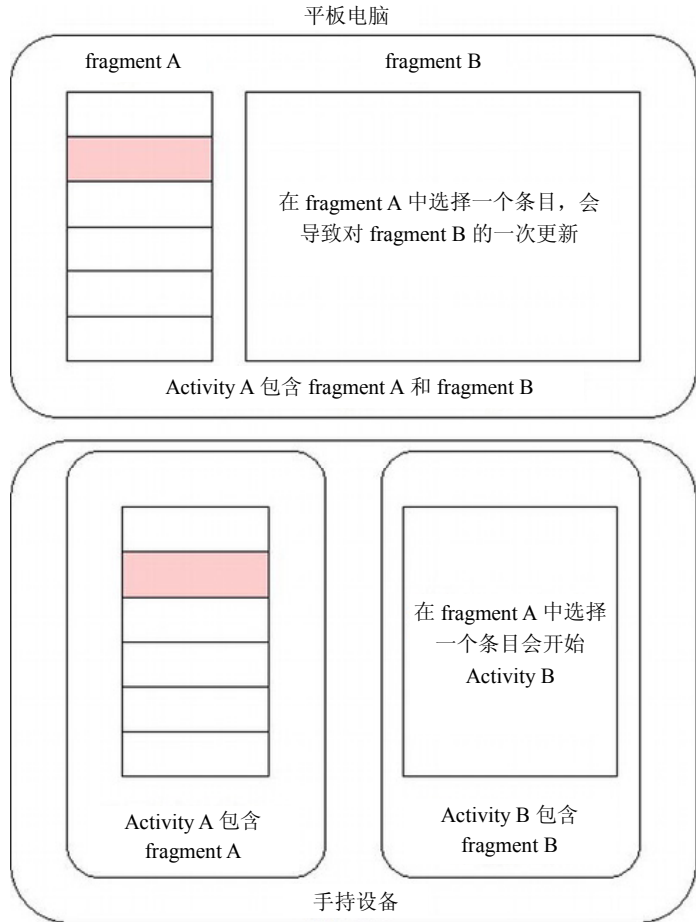 平板电脑
fragment A
fragment B
在 fragment A 中选择一个条目，会
导致对 fragment B 的一次更新
Activity A 包含 fragment A 和 fragment B
在 fragment A 中选择
一个条目会开始
Activity B
Activity A 包含
fragment A
Activity B 包含
fragment B
手持设备